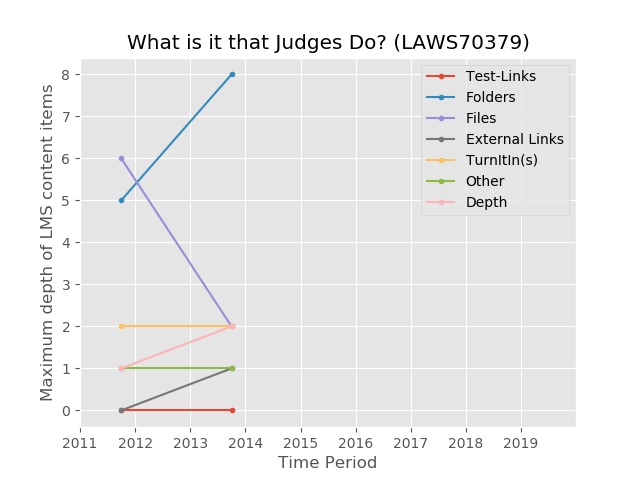 What is it that Judges Do? (LAWS70379)
Maximum depth of LMS content items
8
7
6
5
4
3
2
1
0
Test-Links
Folders
Files
External Links
TurnItIn(s)
Other
Depth
2011 2012 2013 2014 2015 2016 2017 2018 2019
Time Period